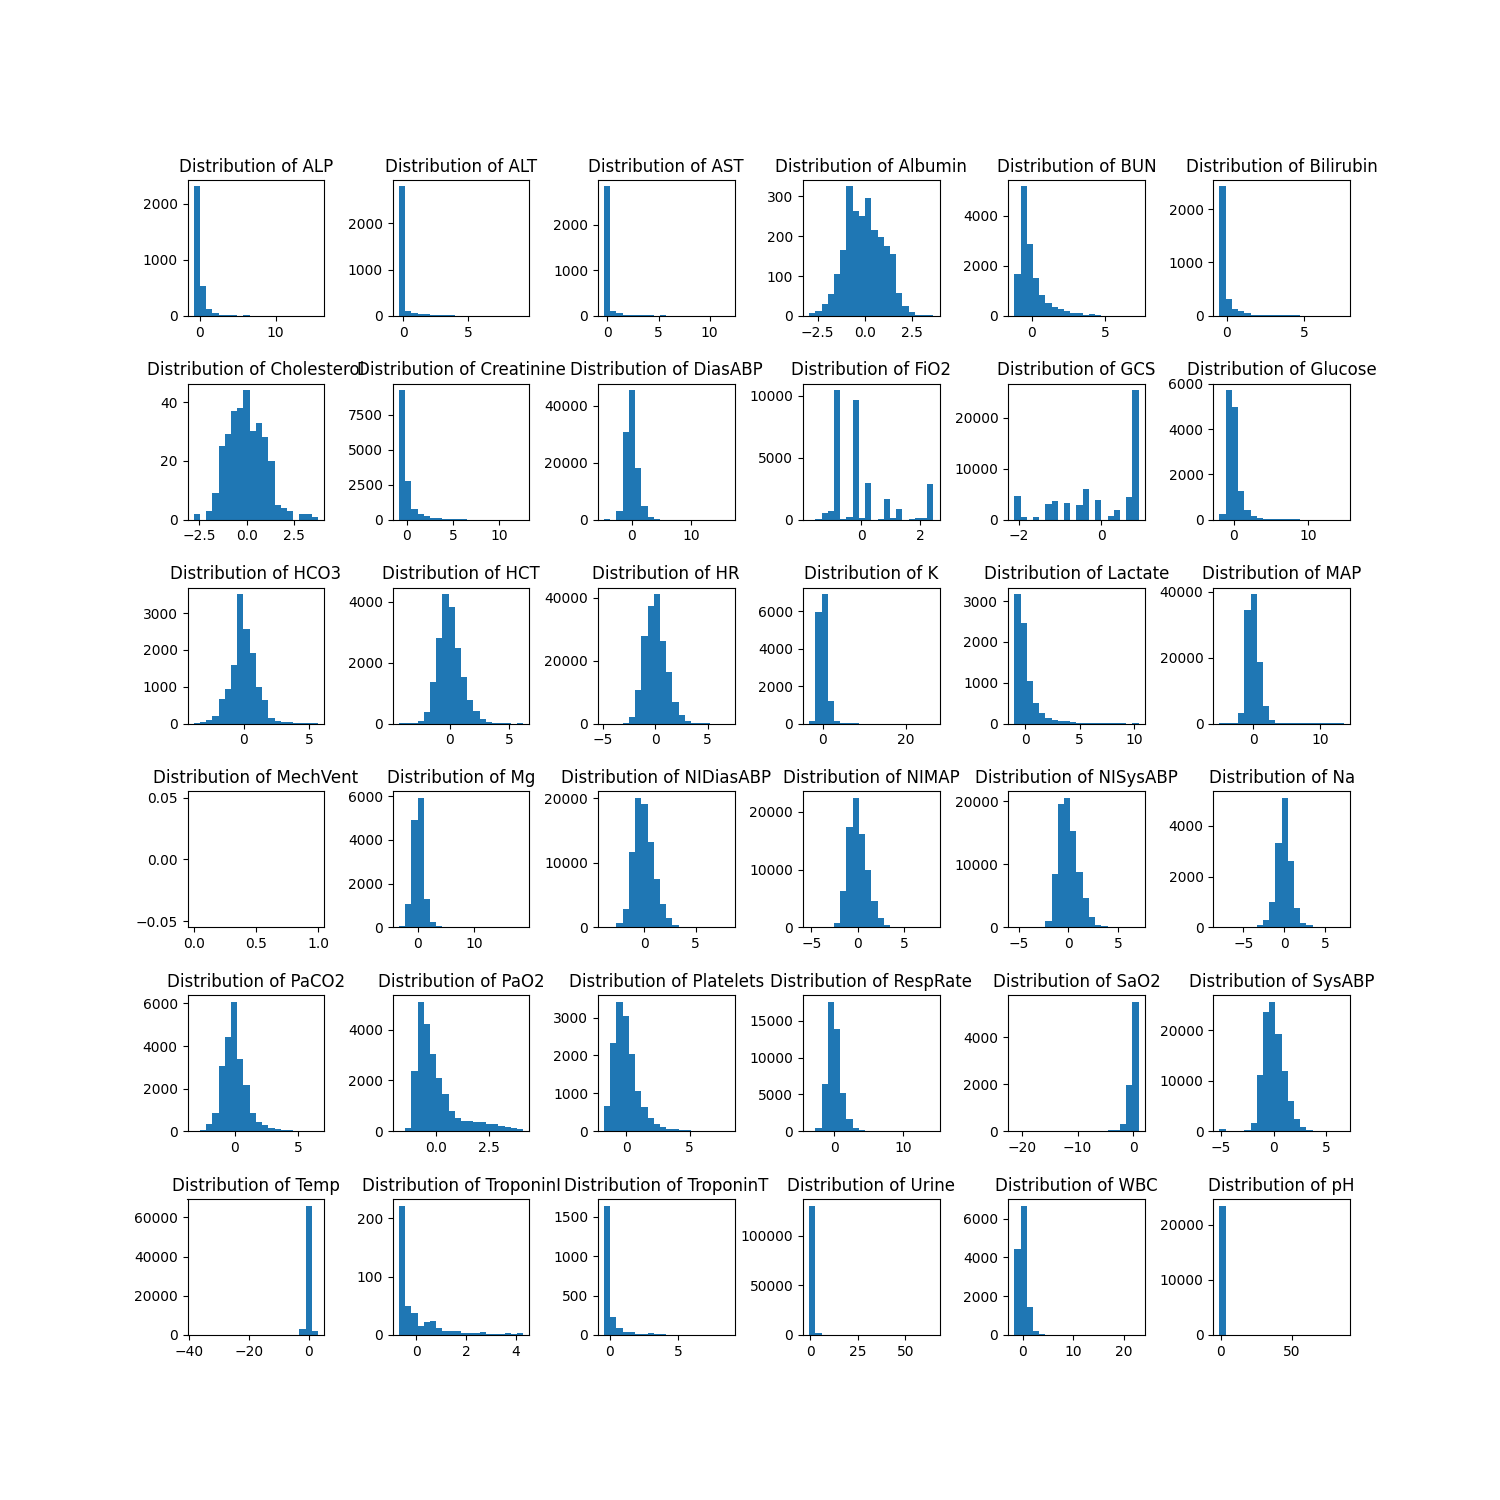 Distribution of ALP
Distribution of ALT
Distribution of AST
Distribution of Albumin
Distribution of BUN
Distribution of Bilirubin
2000
1000
0
0 10
2000
1000
0
0 5
2000
1000
0
0 5 10
300
200
100
0
−2.5 0.0 2.5
4000
2000
0
0 5
2000
1000
0
0 5
Distribution of Cholesterol
Distribution of Creatinine
Distribution of DiasABP
Distribution of FiO2
Distribution of GCS
Distribution of Glucose
40
20
0
−2.5 0.0 2.5
7500
5000
2500
0
0 5 10
40000
20000
0
0 10
10000
5000
0
0 2
20000
10000
0
−2 0
6000
4000
2000
0
0 10
Distribution of HCO3
Distribution of HCT
Distribution of HR
Distribution of K
Distribution of Lactate
Distribution of MAP
3000
2000
1000
0
0 5
4000
2000
0
0 5
40000
20000
0
−5 0 5
6000
4000
2000
0
0 20
3000
2000
1000
0
0 5 10
40000
20000
0
0 10
Distribution of MechVent
Distribution of Mg
Distribution of NIDiasABP
Distribution of NIMAP
Distribution of NISysABP
Distribution of Na
0.05
0.00
−0.05
0.0 0.5 1.0
6000
4000
2000
0
0 10
20000
10000
0
0 5
20000
10000
0
−5 0 5
20000
10000
0
−5 0 5
4000
2000
0
−5 0 5
Distribution of PaCO2
Distribution of PaO2
Distribution of Platelets
Distribution of RespRate
Distribution of SaO2
Distribution of SysABP
6000
4000
2000
0
0 5
4000
2000
0
0.0 2.5
3000
2000
1000
0
0 5
15000
10000
5000
0
0 10
4000
2000
0
−20 −10 0
20000
10000
0
−5 0 5
Distribution of Temp
Distribution of TroponinI
Distribution of TroponinT
Distribution of Urine
Distribution of WBC
Distribution of pH
60000
40000
20000
0
−40 −20 0
200
100
0
0 2 4
1500
1000
500
0
0 5
100000
50000
0
0 25 50
6000
4000
2000
0
0 10 20
20000
10000
0
0 50